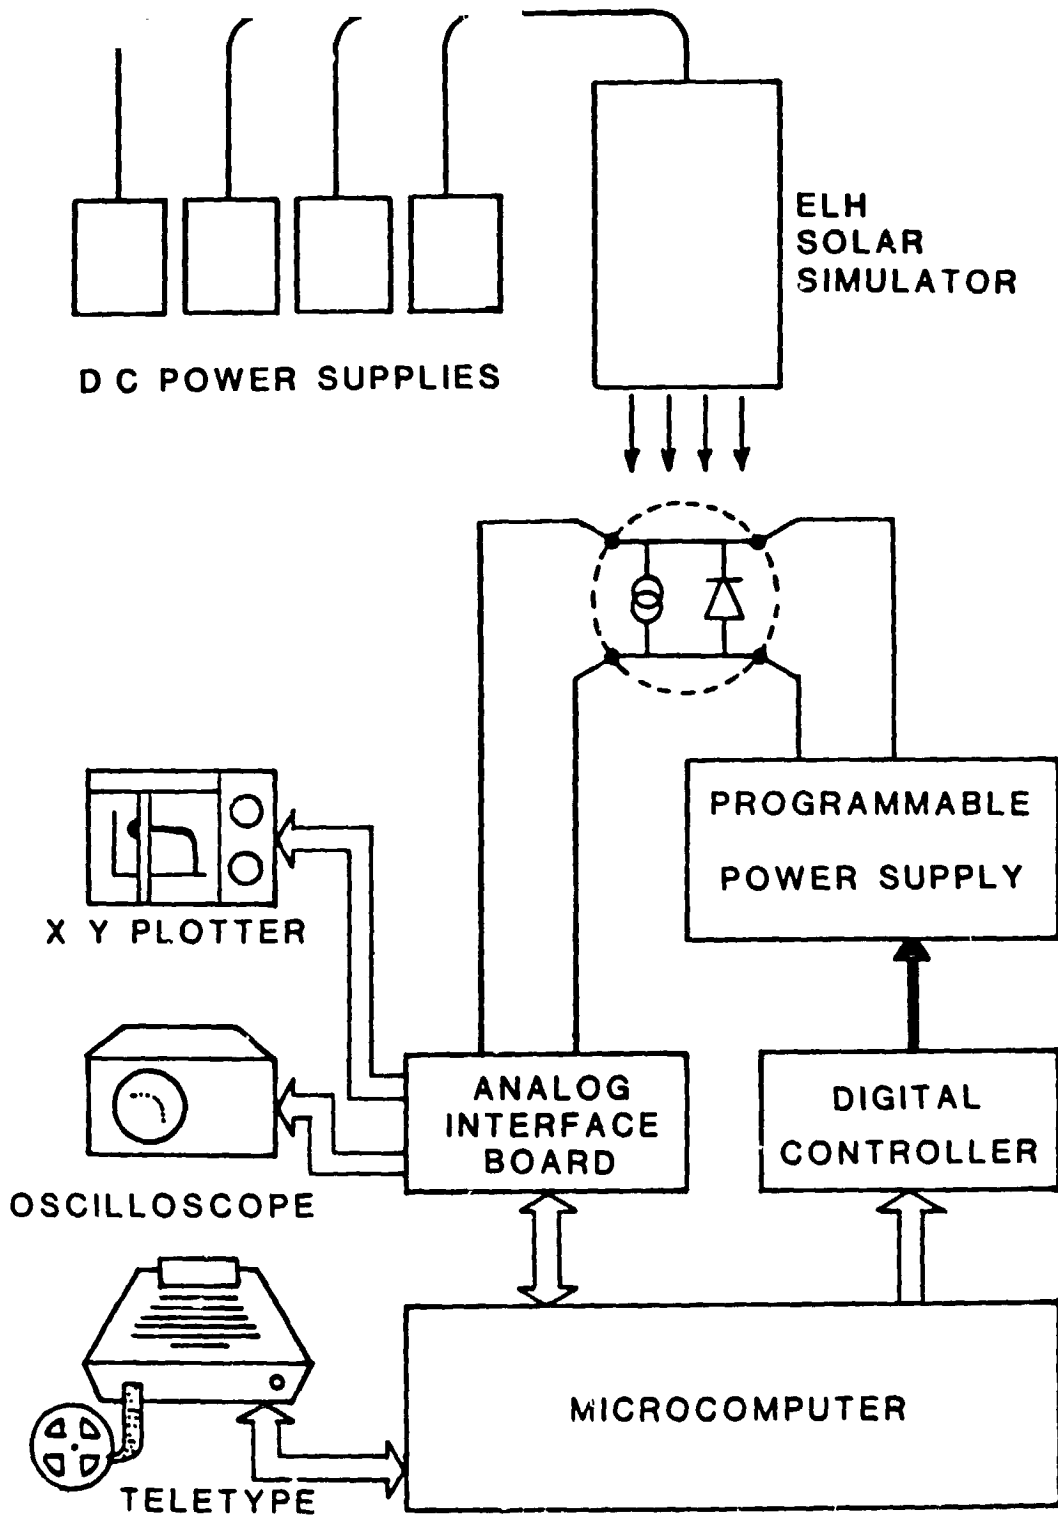 ELH
SOLAR
SIMULATOR
D C POWER SUPPLIES
PROGRAMMABLE
POWER SUPPLY
X Y PLOTTER
ANALOG
INTERFACE
BOARD
DIGITAL
CONTROLLER
OSCILLOSCOPE
MICROCOMPUTER
TELETYPE